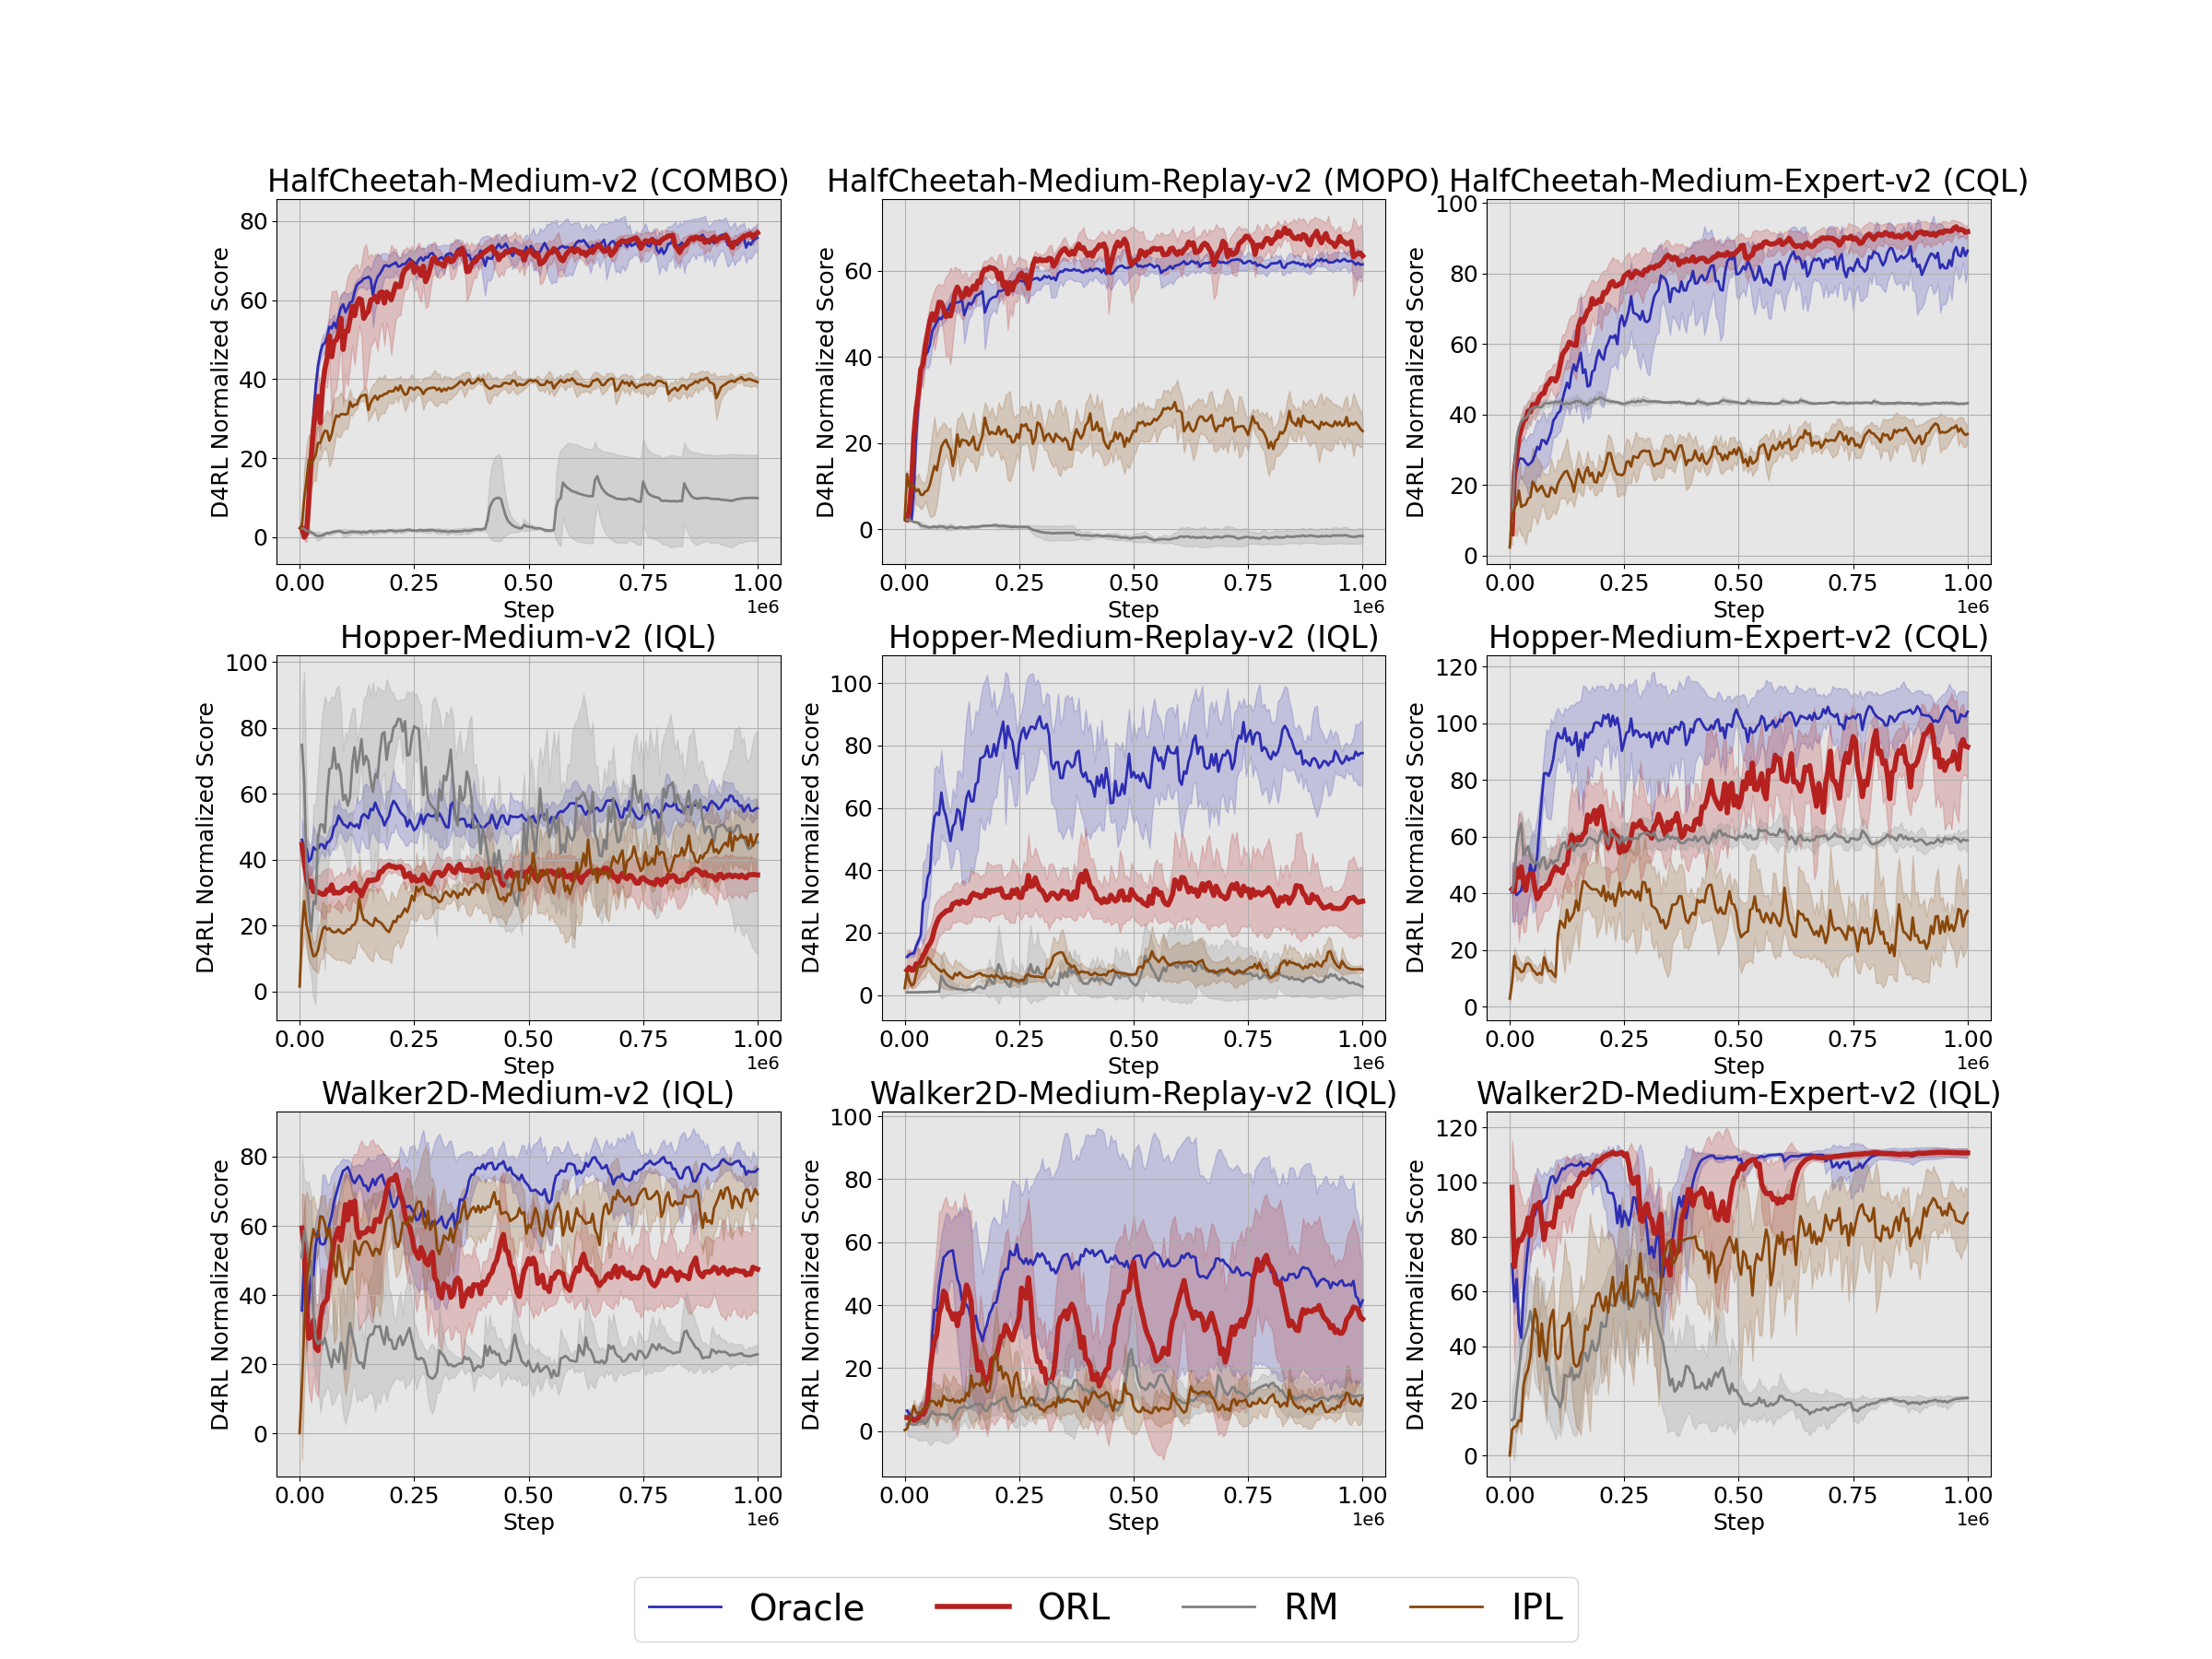 HalfCheetah-Medium-v2 (COMBO)
D4RL Normalized Score
80
60
40
20
0
0.00 0.25 0.50 0.75 1.00
Step
1e6
HalfCheetah-Medium-Replay-v2 (MOPO)
D4RL Normalized Score
60
40
20
0
0.00 0.25 0.50 0.75 1.00
Step
1e6
HalfCheetah-Medium-Expert-v2 (CQL)
D4RL Normalized Score
100
80
60
40
20
0
0.00 0.25 0.50 0.75 1.00
Step
1e6
Hopper-Medium-v2 (IQL)
D4RL Normalized Score
100
80
60
40
20
0
0.00 0.25 0.50 0.75 1.00
Step
1e6
Hopper-Medium-Replay-v2 (IQL)
D4RL Normalized Score
100
80
60
40
20
0
0.00 0.25 0.50 0.75 1.00
Step
1e6
Hopper-Medium-Expert-v2 (CQL)
D4RL Normalized Score
120
100
80
60
40
20
0
0.00 0.25 0.50 0.75 1.00
Step
1e6
Walker2D-Medium-v2 (IQL)
D4RL Normalized Score
80
60
40
20
0
0.00 0.25 0.50 0.75 1.00
Step
1e6
Walker2D-Medium-Replay-v2 (IQL)
D4RL Normalized Score
100
80
60
40
20
0
0.00 0.25 0.50 0.75 1.00
Step
1e6
Walker2D-Medium-Expert-v2 (IQL)
D4RL Normalized Score
120
100
80
60
40
20
0
0.00 0.25 0.50 0.75 1.00
Step
1e6
Oracle ORL RM IPL